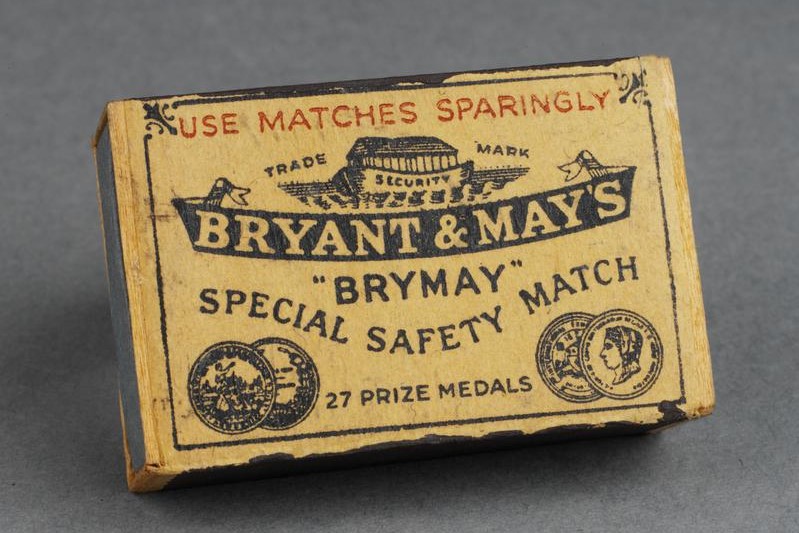 USE MATCHES SPARINGLY
TRADE MARK
SECURITY
BRYANT & MAY'S
"BRYMAY"
SPECIAL SAFETY MATCH
27 PRIZE MEDALS